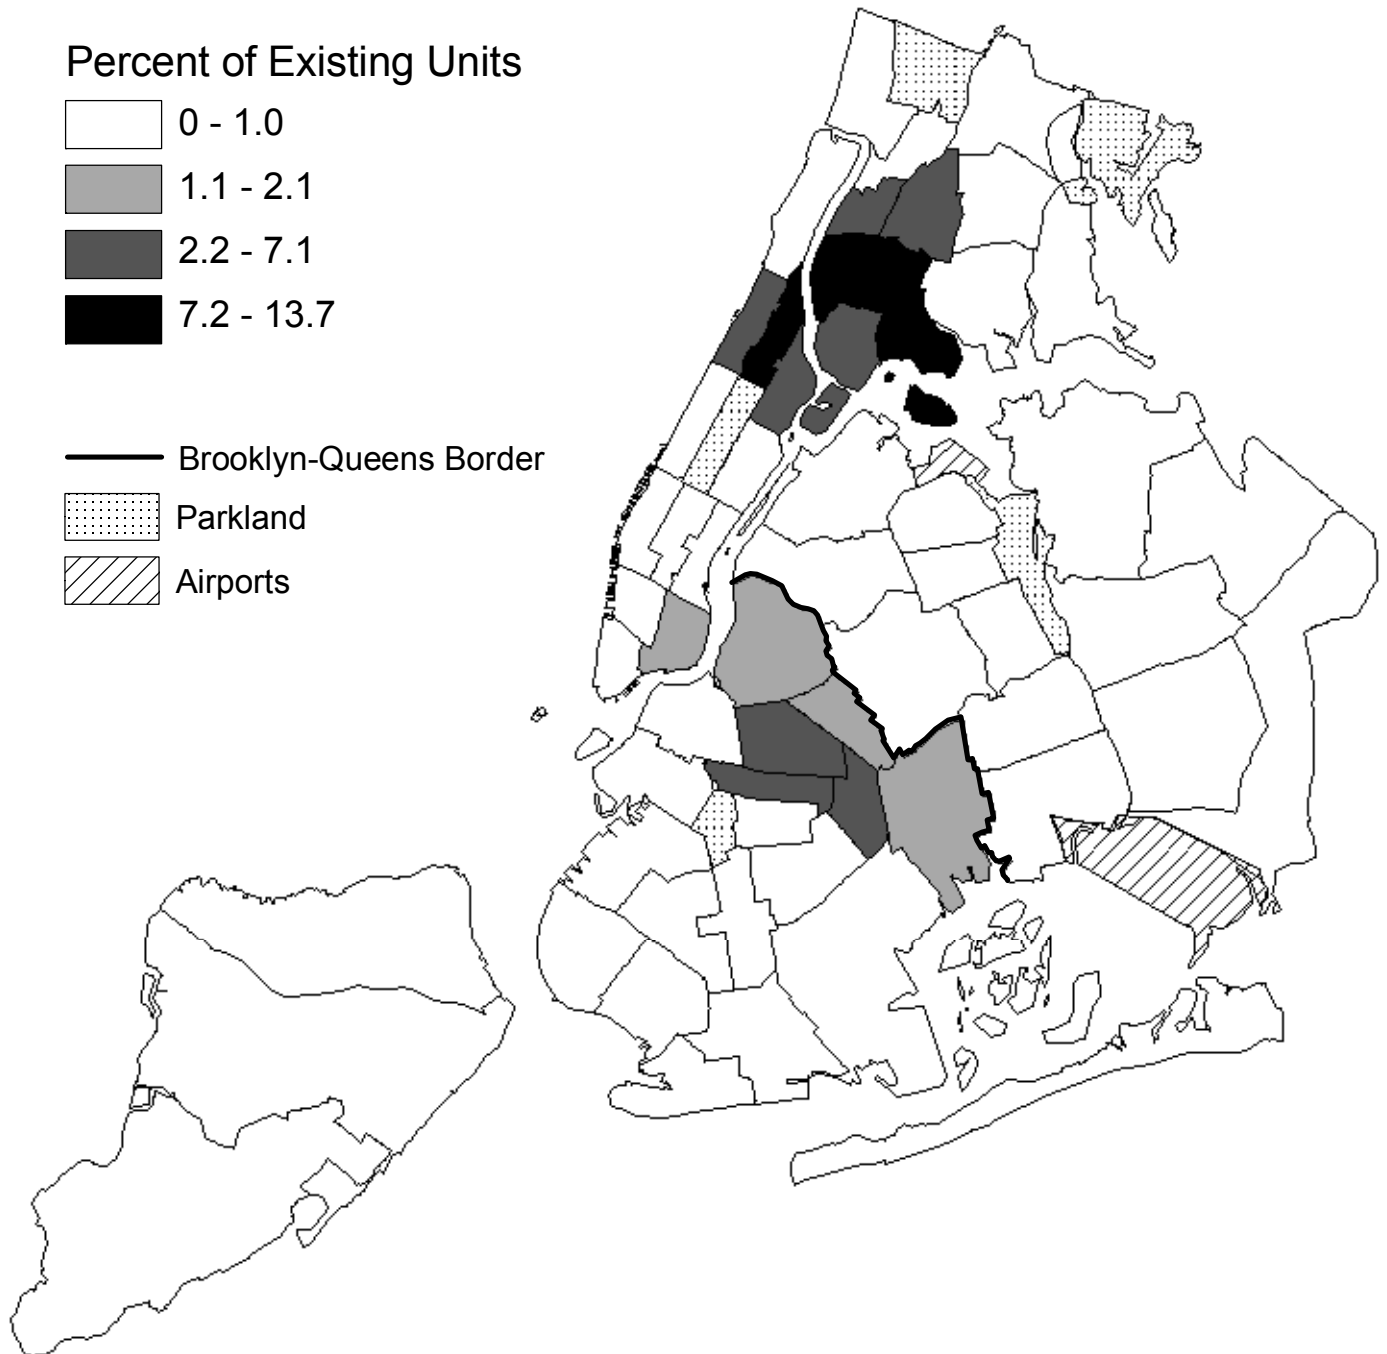 Percent of Existing Units
0 - 1.0
1.1 - 2.1
2.2 - 7.1
7.2 - 13.7
Brooklyn-Queens Border
Parkland
Airports